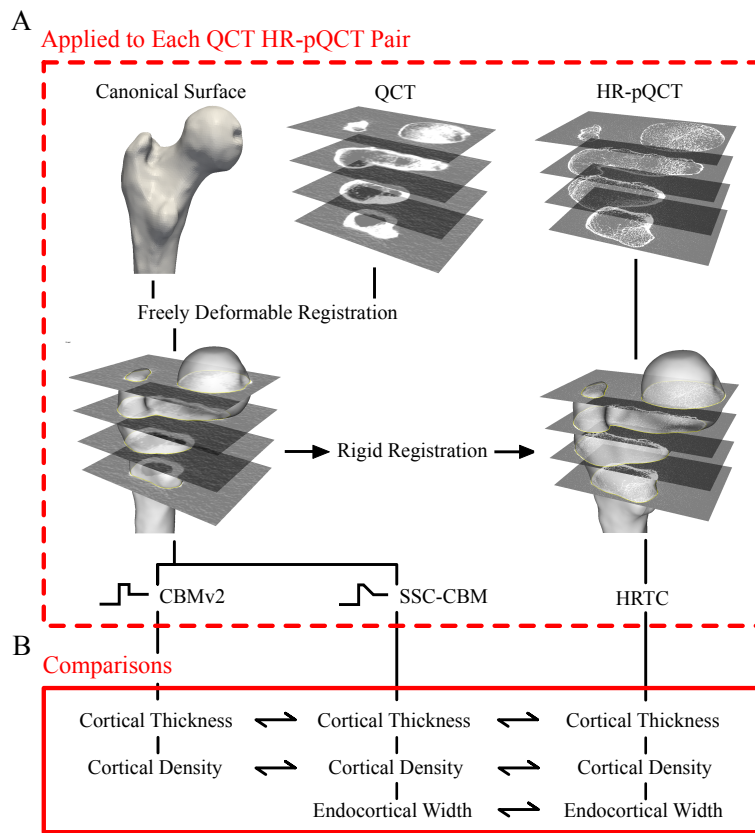 A
Applied to Each QCT HR-pQCT Pair
Canonical Surface
QCT
HR-pQCT
Freely Deformable Registration
Rigid Registration
CBMv2
SSC-CBM
HRTC
B
Comparisons
Cortical Thickness
Cortical Thickness
Cortical Thickness
Cortical Density
Cortical Density
Cortical Density
Endocortical Width
Endocortical Width